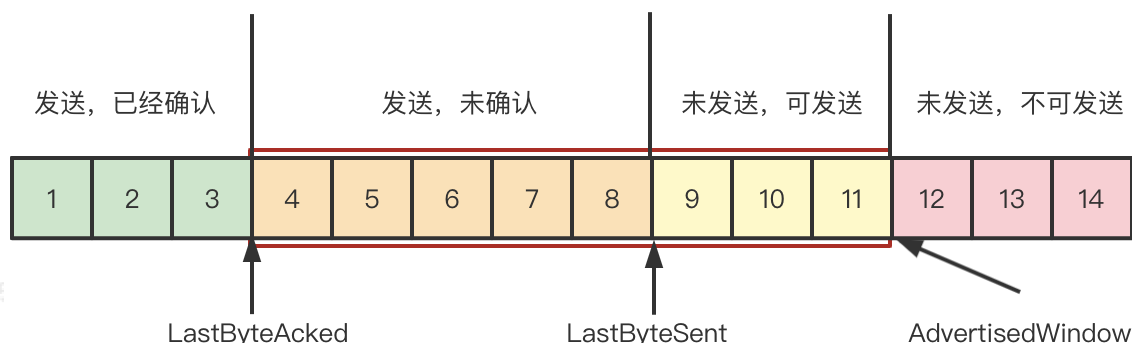 发送，已经确认 发送，未确认 未发送，可发送 未发送，不可发送
1 2 3 4 5 6 7 8 9 10 11 12 13 14
LastByteAcked LastByteSent AdvertisedWindow